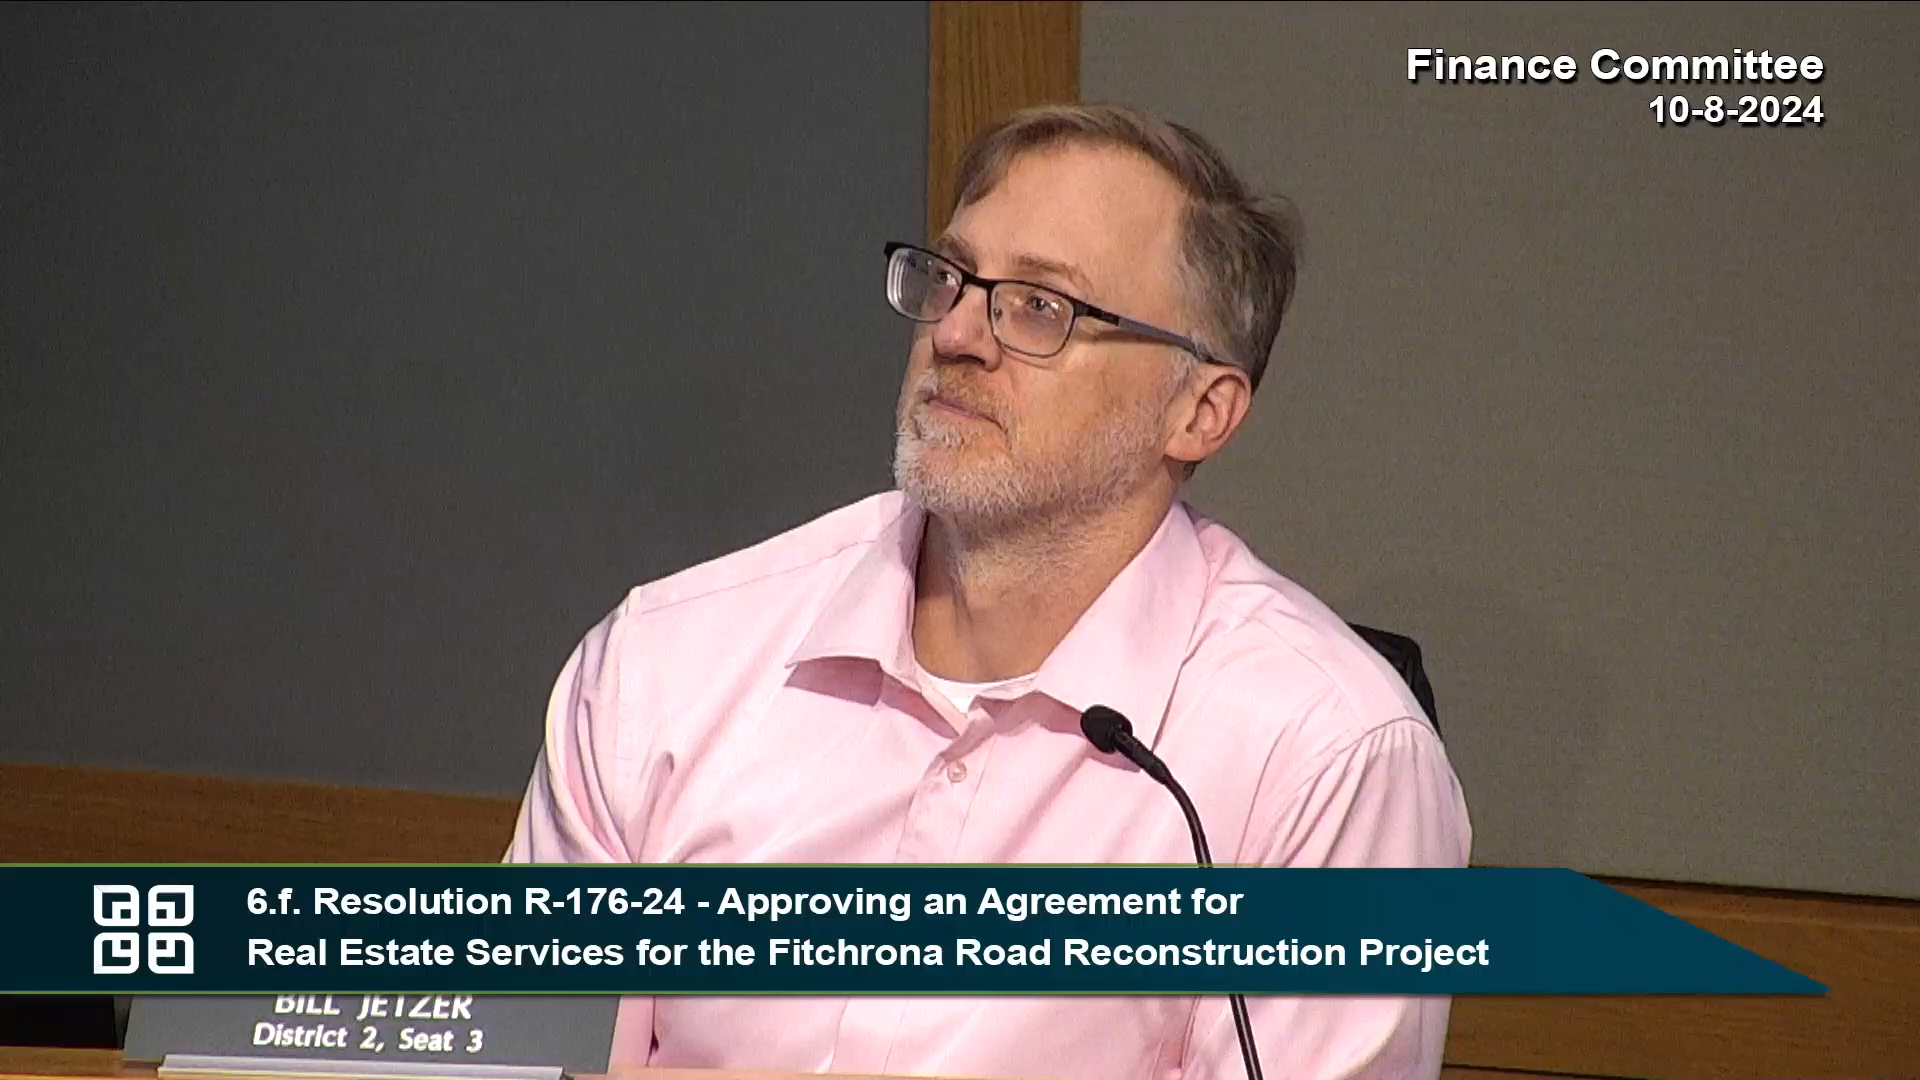 Finance Committee
10-8-2024
6.f. Resolution R-176-24 - Approving an Agreement for
Real Estate Services for the Fitchrona Road Reconstruction Project
BILL JETZER
District 2, Seat 3